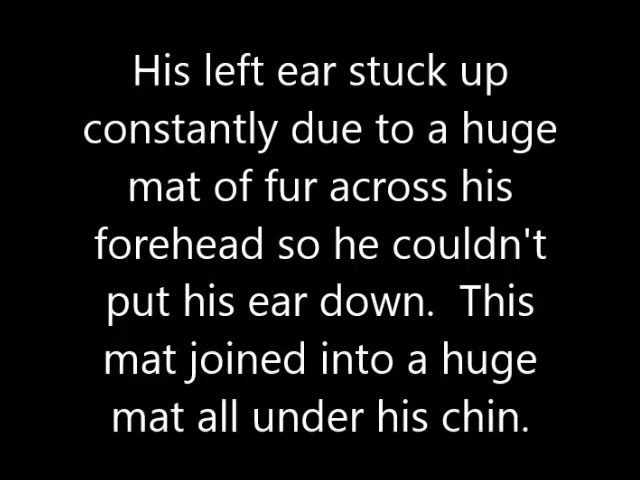 His left ear stuck up
constantly due to a huge
mat of fur across his
forehead so he couldn't
put his ear down.  This
mat joined into a huge
mat all under his chin.